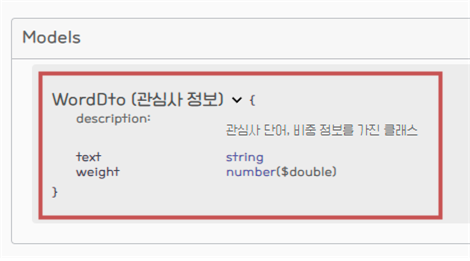 Models
WordDto (관심사 정보) {
description:
관심사 단어, 비중 정보를 가진 클래스
text string
weight number($double)
}